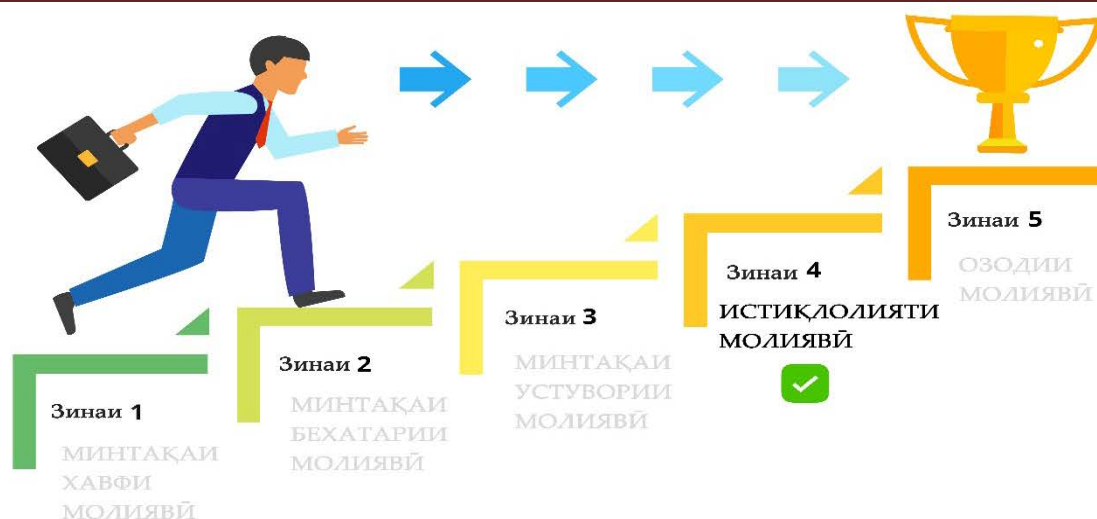 Зинаи 1
МИНТАҚАИ
ХАВФИ
МОЛИЯВӢ
Зинаи 2
МИНТАҚАИ
БЕХАТАРИИ
МОЛИЯВӢ
Зинаи 3
МИНТАҚАИ
УСТУВОРИИ
МОЛИЯВӢ
Зинаи 4
ИСТИҚЛОЛИЯТИ
МОЛИЯВӢ
Зинаи 5
ОЗОДИИ
МОЛИЯВӢ